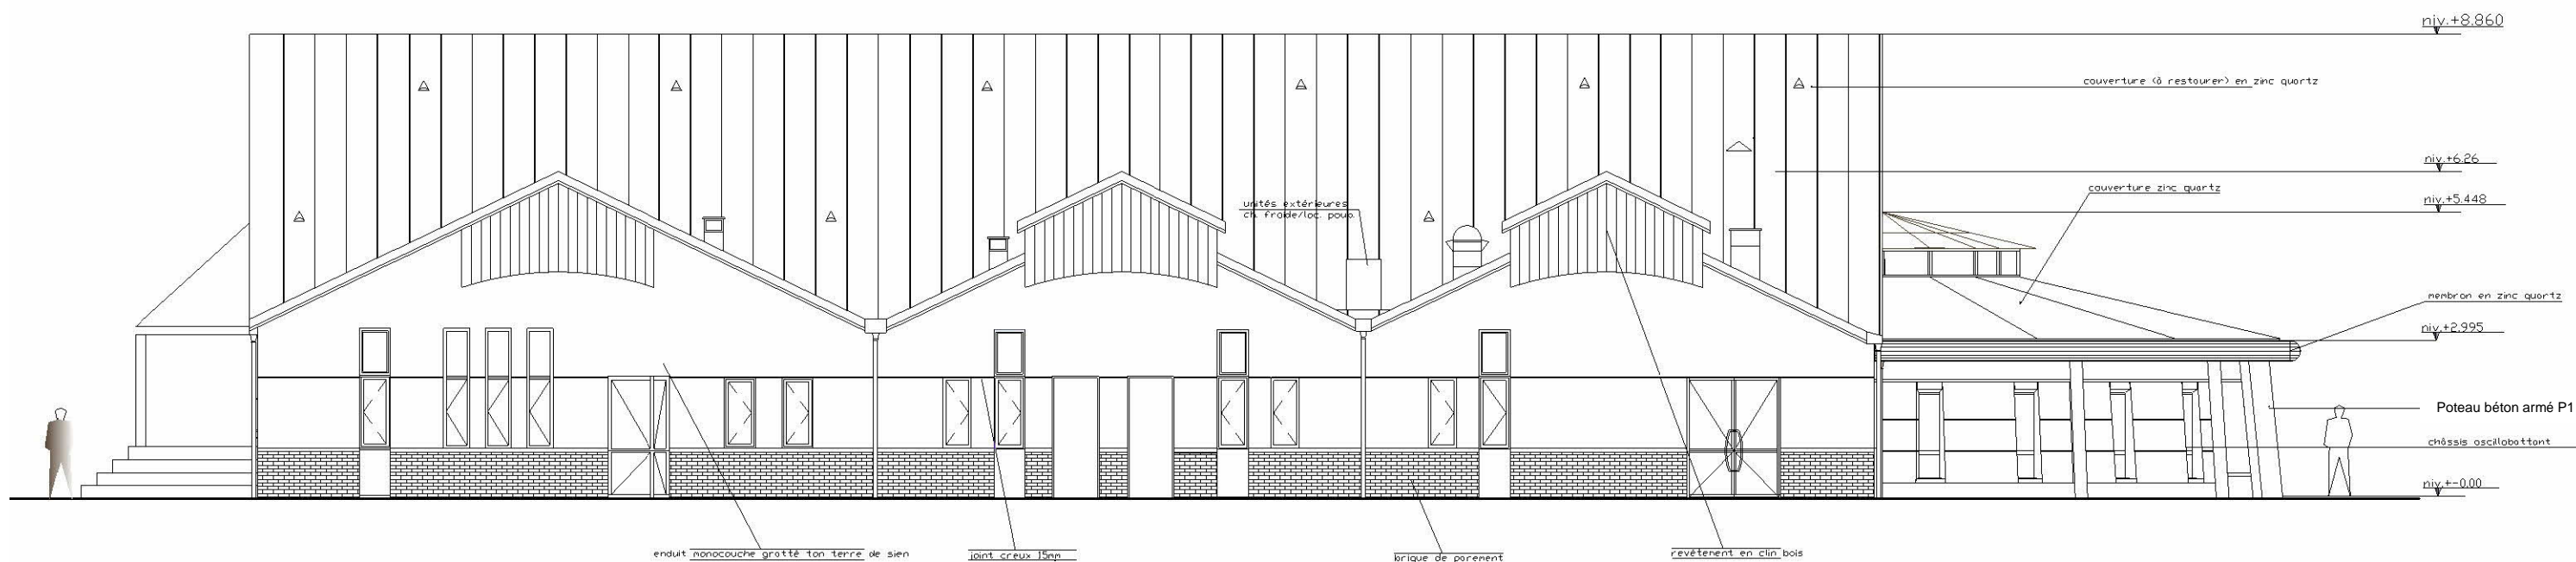 niv.+8.860
couverture (à restourer) en zinc quartz
niv.+6.26
couverture zinc quartz
niv.+5.448
unités extérieures
ch. froide/loc. poub.
membron en zinc quartz
niv.+2.995
Poteau béton armé P1
châssis oscillobattant
niv.+-0.00
enduit monocouche gratté ton terre de sien
joint creux 15mm
brique de parement
revêtement en clin bois